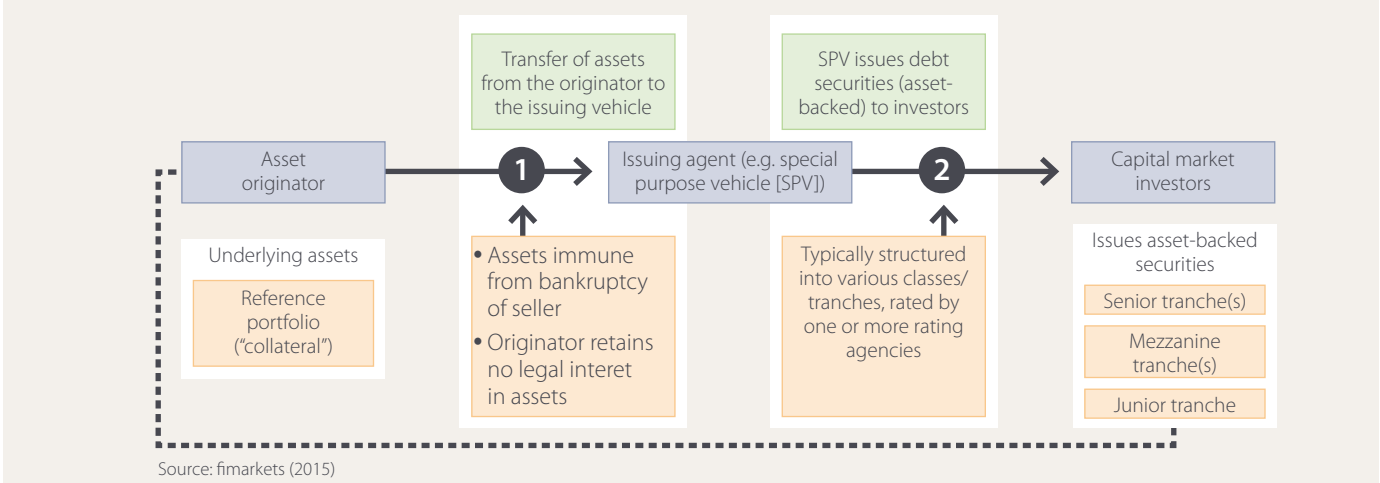 Transfer of assets
from the originator to
the issuing vehicle
SPV issues debt
securities (asset-
backed) to investors
Asset
originator
1
Issuing agent (e.g. special
purpose vehicle [SPV])
2
Capital market
investors
Underlying assets
Reference
portfolio
(“collateral”)
• Assets immune
from bankruptcy
of seller
• Originator retains
no legal interet
in assets
Typically structured
into various classes/
tranches, rated by
one or more rating
agencies
Issues asset-backed
securities
Senior tranche(s)
Mezzanine
tranche(s)
Junior tranche
Source: fimarkets (2015)